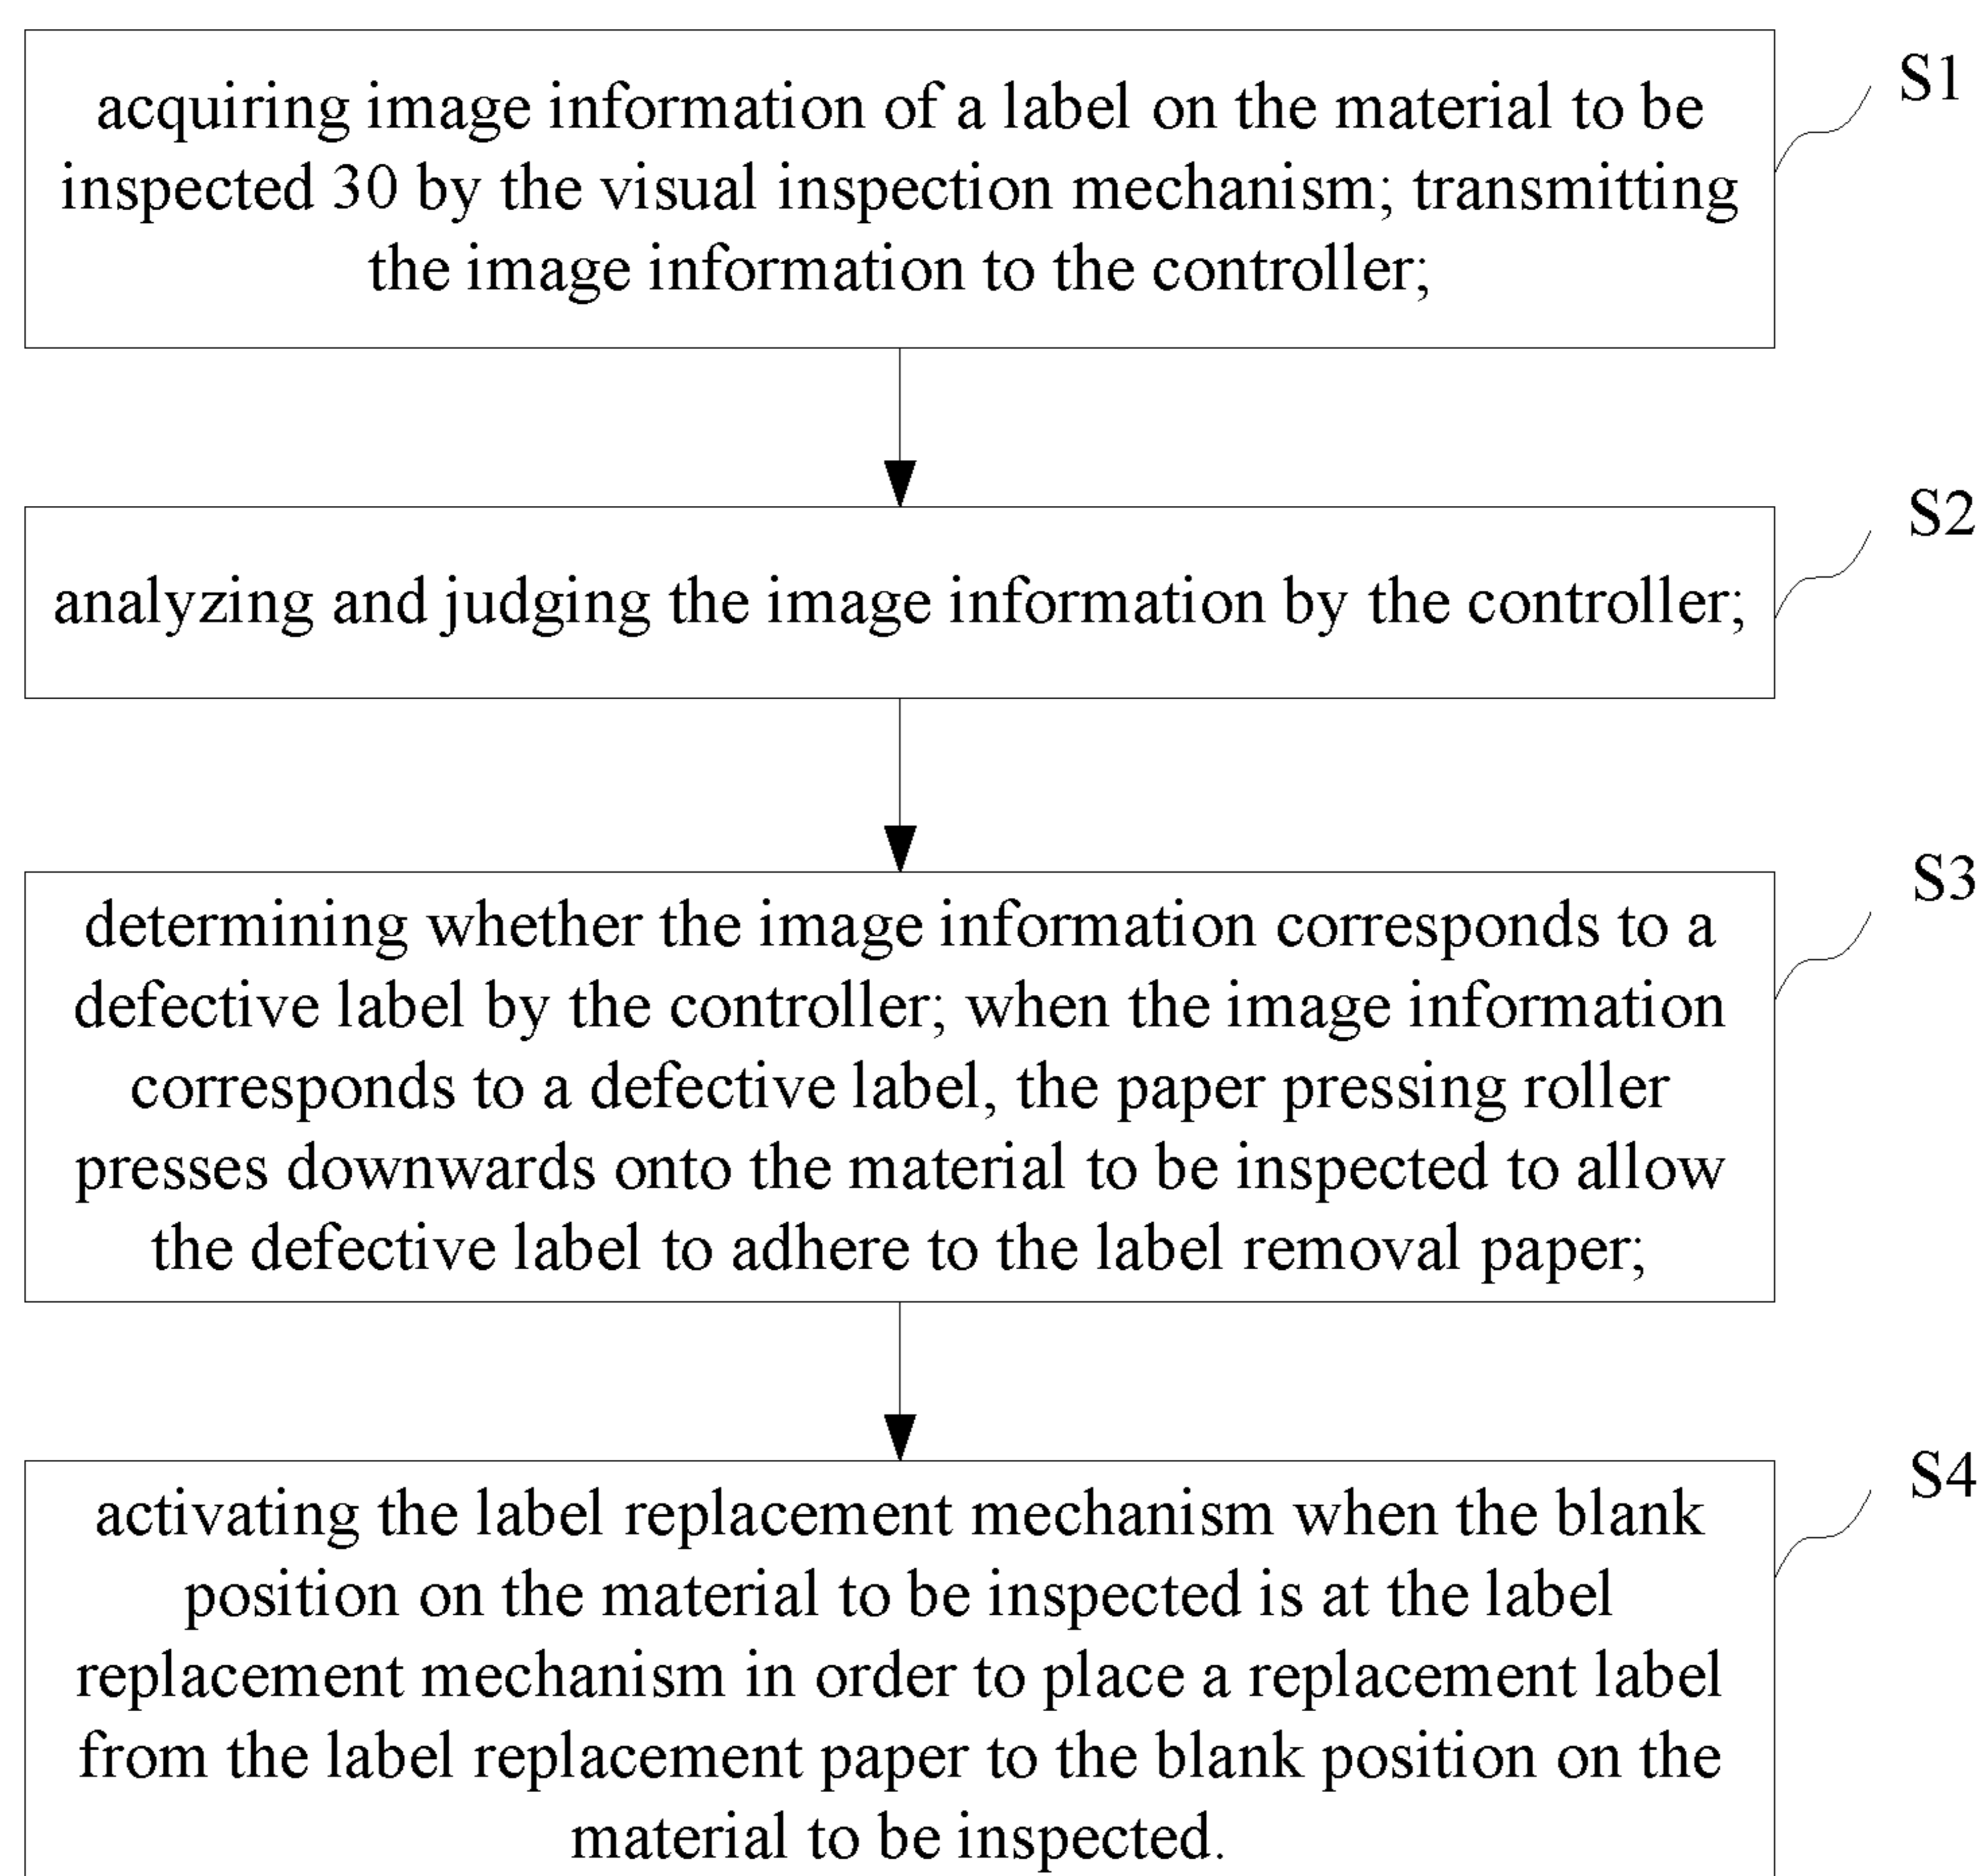 acquiring image information of a label on the material to be
inspected 30 by the visual inspection mechanism; transmitting
the image information to the controller;
S1
analyzing and judging the image information by the controller;
S2
determining whether the image information corresponds to a
defective label by the controller; when the image information
corresponds to a defective label, the paper pressing roller
presses downwards onto the material to be inspected to allow
the defective label to adhere to the label removal paper;
S3
activating the label replacement mechanism when the blank
position on the material to be inspected is at the label
replacement mechanism in order to place a replacement label
from the label replacement paper to the blank position on the
material to be inspected.
S4